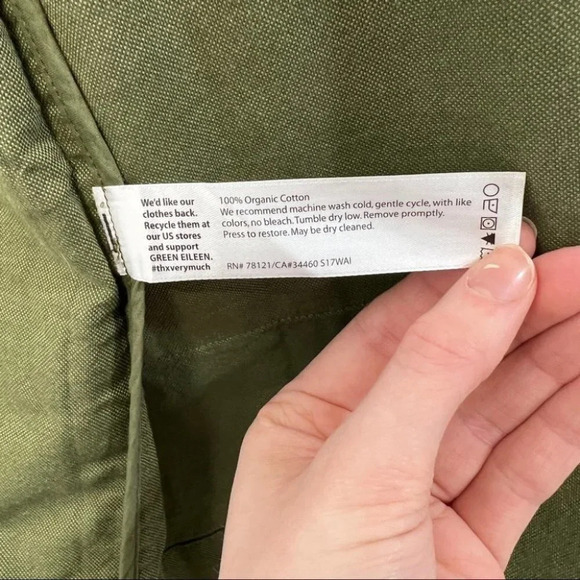 We'd like our
clothes back.
Recycle them at
our US stores
and support
GREEN EILEEN.
#thxverymuch
100% Organic Cotton
We recommend machine wash cold, gentle cycle, with like
colors, no bleach. Tumble dry low. Remove promptly.
Press to restore. May be dry cleaned.
RN# 78121/CA#34460 S17WAI